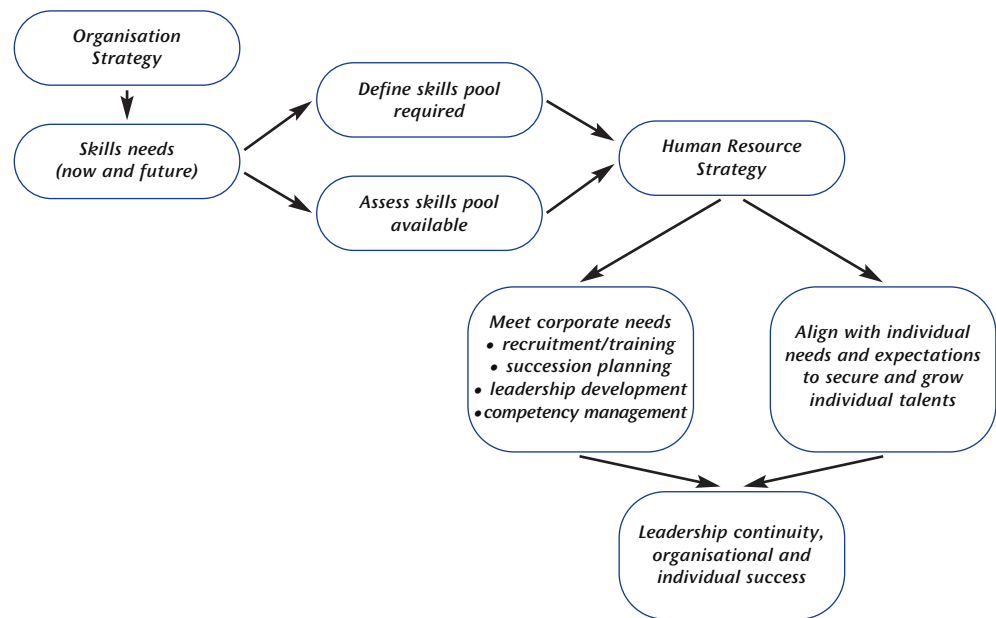 Organisation
Strategy
Define skills pool
required
Skills needs
(now and future)
Human Resource
Strategy
Assess skills pool
available
Meet corporate needs
• recruitment/training
• succession planning
• leadership development
•competency management
Align with individual
needs and expectations
to secure and grow
individual talents
Leadership continuity,
organisational and
individual success